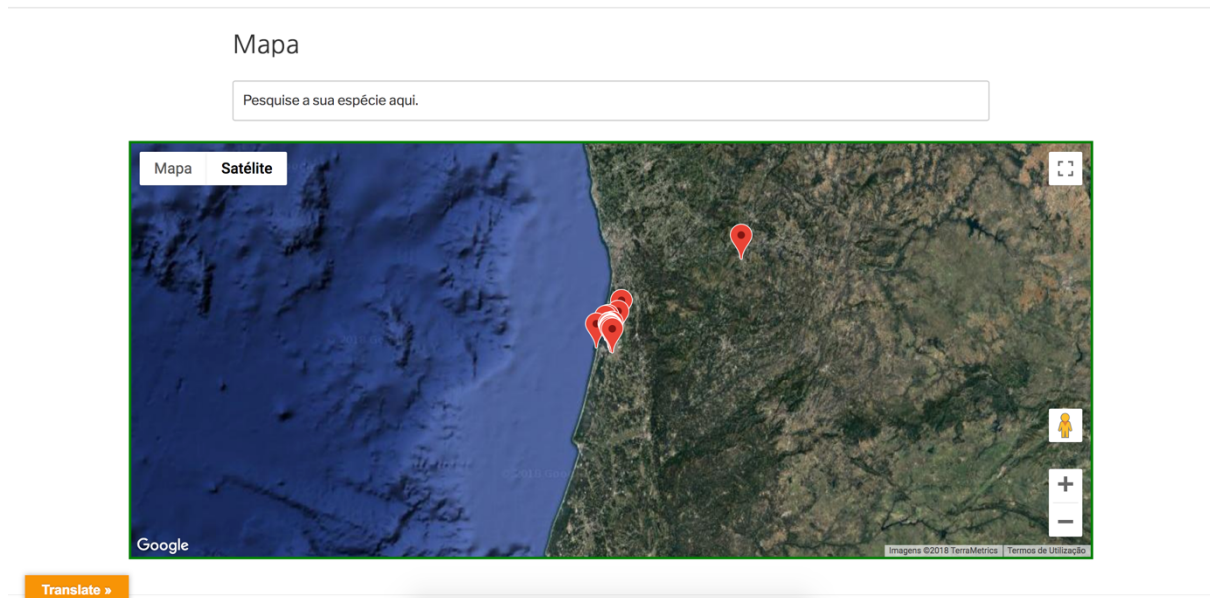 Mapa
Pesquise a sua espécie aqui.
Mapa Satélite
Google
Imagens ©2018 TerraMetrics Termos de Utilização
Translate »